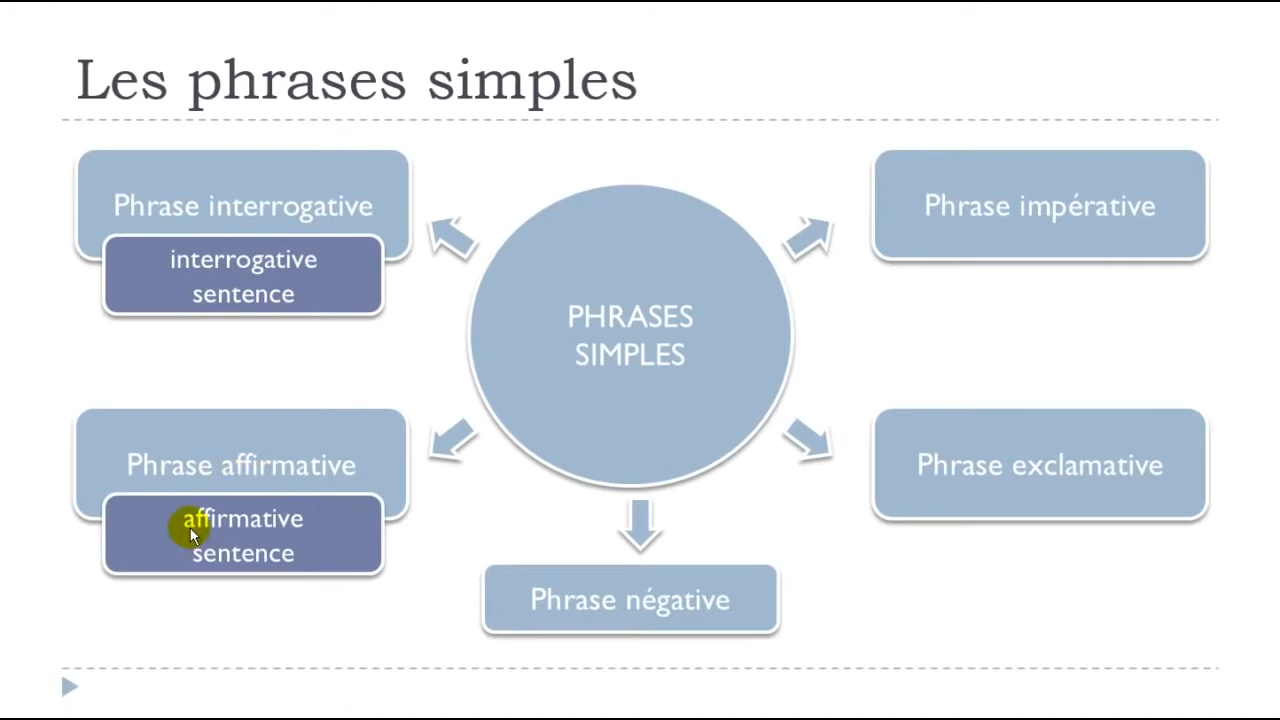 Les phrases simples
Phrase interrogative
interrogative
sentence
Phrase impérative
PHRASES
SIMPLES
Phrase affirmative
affirmative
sentence
Phrase exclamative
Phrase négative